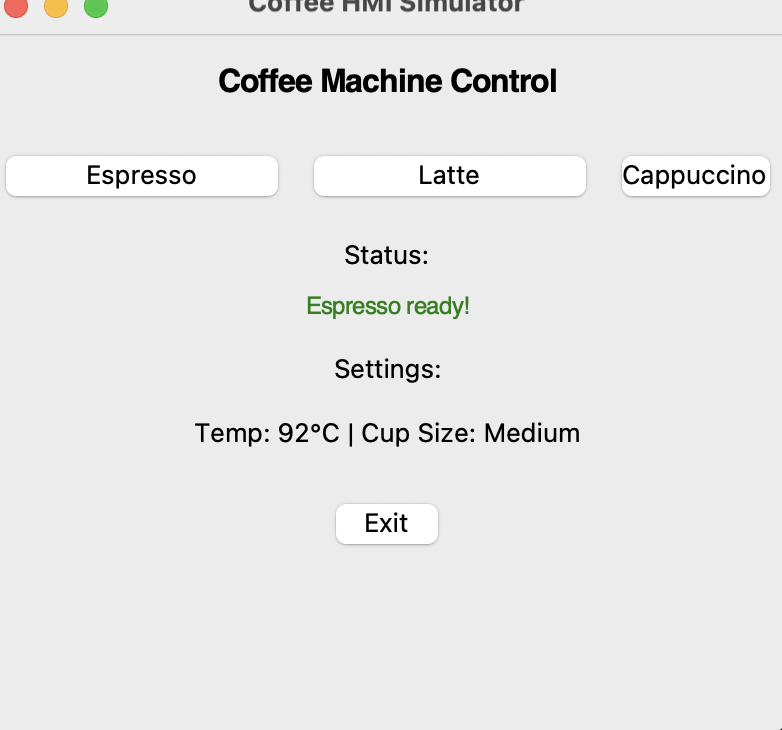 Coffee HMI Simulator
Coffee Machine Control
Espresso Latte Cappuccino
Status:
Espresso ready!
Settings:
Temp: 92°C | Cup Size: Medium
Exit